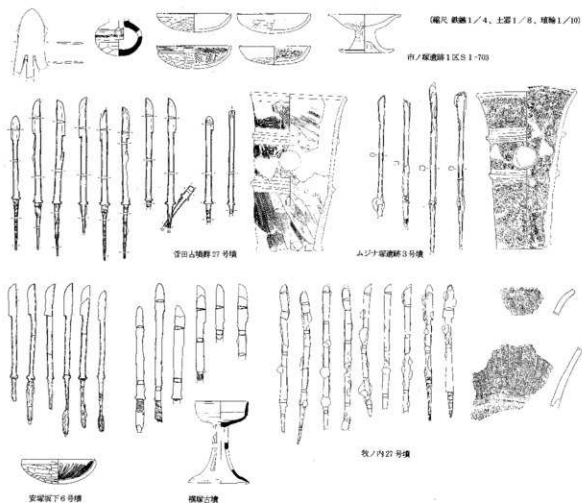 (縮尺 鉄鏃1/4、土器1/8、埴輪1/10)
市ノ塚遺跡1区SI-703
菅田古墳群27号墳
ムジナ塚遺跡3号墳
牧ノ内27号墳
安塚坂下6号墳
横塚古墳